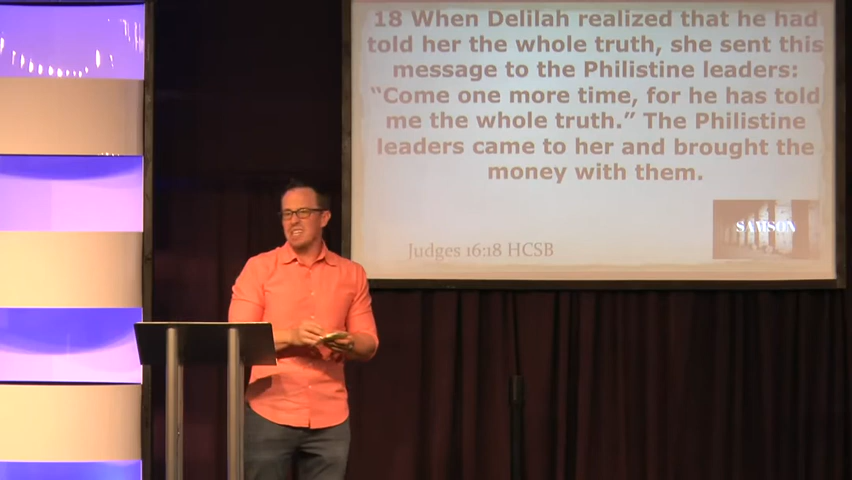 18 When Delilah realized that he had
told her the whole truth, she sent this
message to the Philistine leaders:
“Come one more time, for he has told
me the whole truth.” The Philistine
leaders came to her and brought the
money with them.
SAMSON
Judges 16:18 HCSB